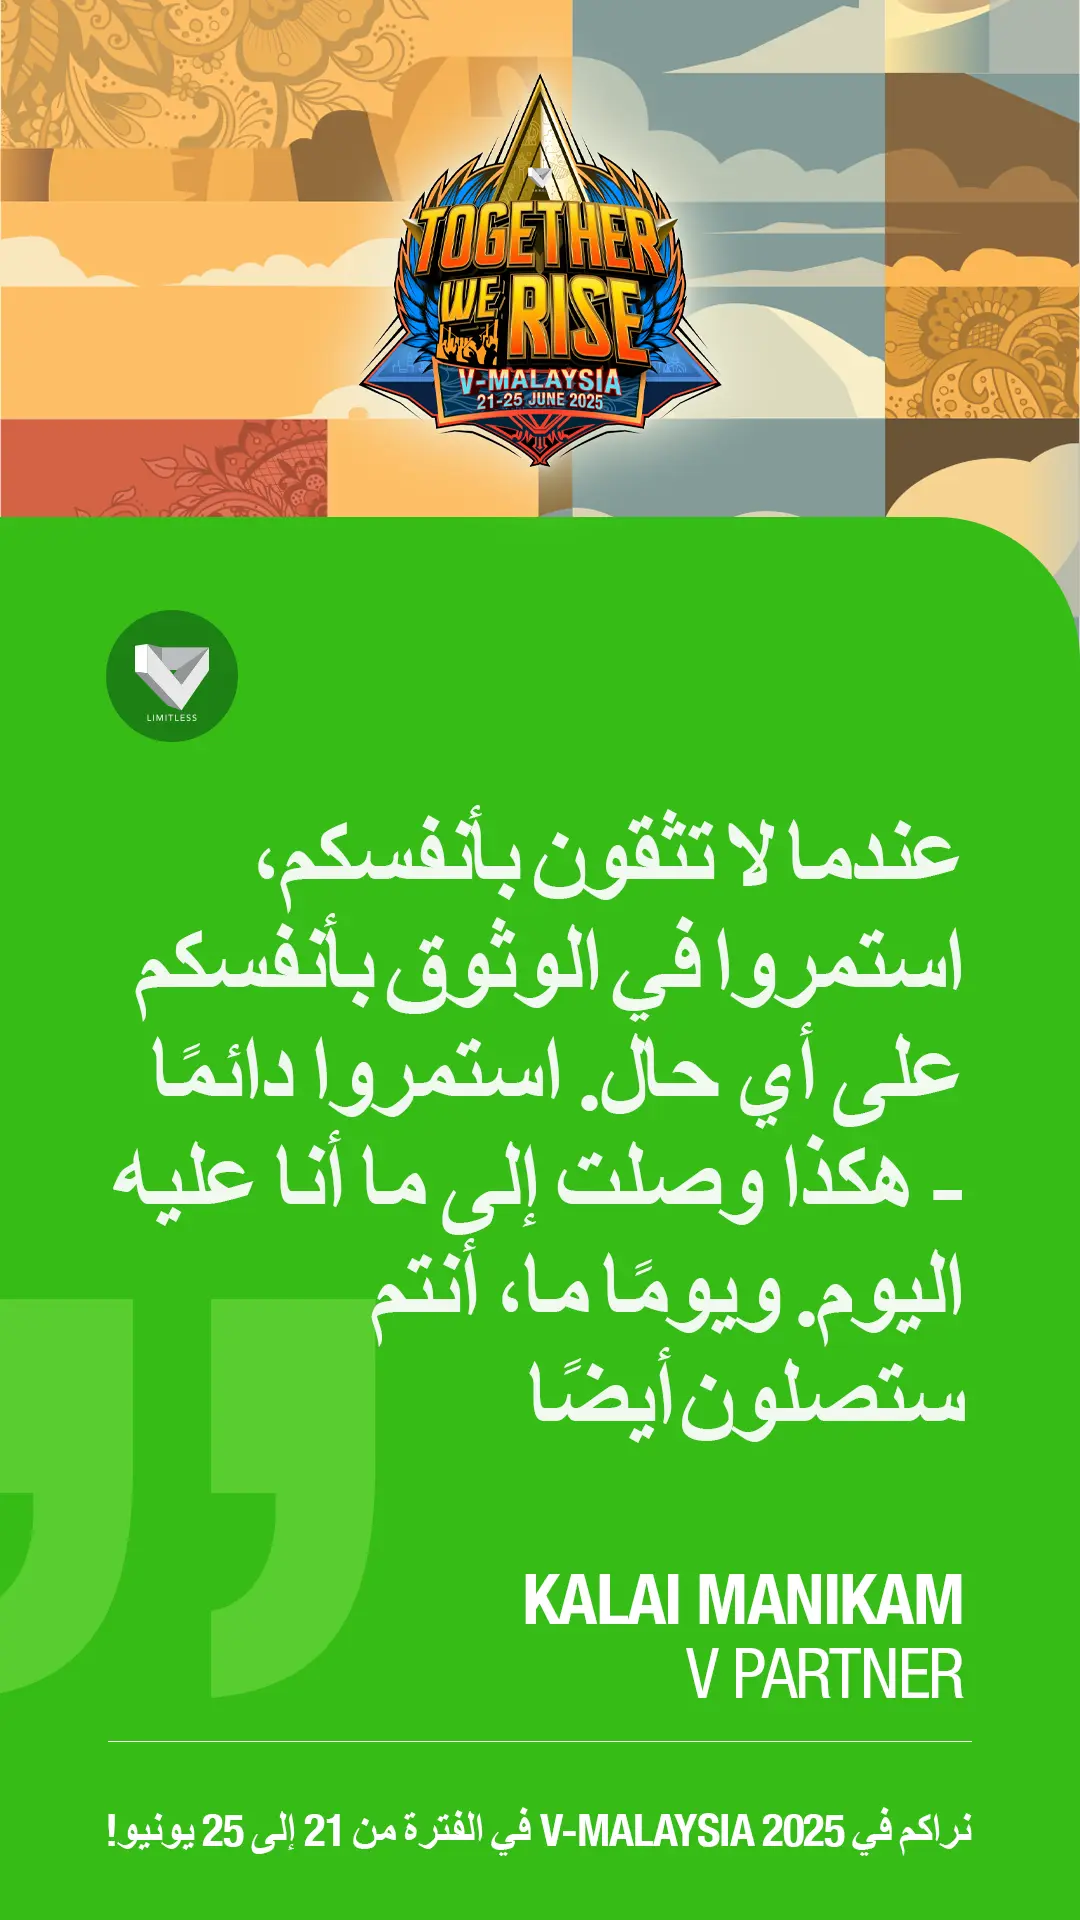 TOGETHER
WE RISE
V-MALAYSIA
21-25 JUNE 2025
LIMITLESS
عندما لا تثقون بأنفسكم،
استمروا في الوثوق بأنفسكم
على أي حال. استمروا دائمًا
- هكذا وصلت إلى ما أنا عليه
اليوم. ويومًا ما، أنتم
ستصلون أيضًا
KALAI MANIKAM
V PARTNER
نراكم في V-MALAYSIA 2025 في الفترة من 21 إلى 25 يونيو!